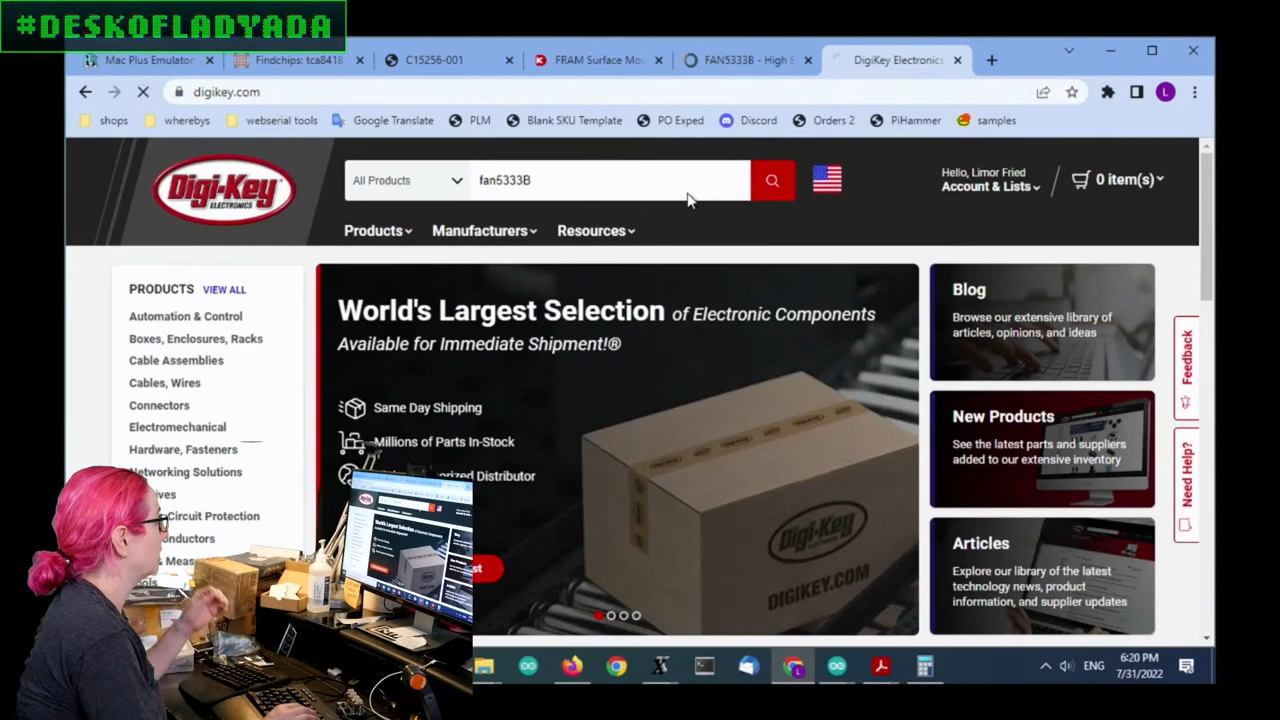 #DESKOFLADYADA
Mac Plus Emulator
Findchips: tca8418
C15256-001
FRAM Surface Mou
FAN5333B - High E
DigiKey Electronics
digikey.com
shops
wherebys
webserial tools
Google Translate
PLM
Blank SKU Template
PO Exped
Discord
Orders 2
PiHammer
samples
Digi-Key
ELECTRONICS
All Products
fan5333B
Hello, Limor Fried
Account & Lists
0 item(s)
Products
Manufacturers
Resources
PRODUCTS VIEW ALL
Automation & Control
Boxes, Enclosures, Racks
Cable Assemblies
Cables, Wires
Connectors
Electromechanical
Hardware, Fasteners
Networking Solutions
Circuit Protection
World's Largest Selection of Electronic Components
Available for Immediate Shipment!®
Same Day Shipping
Millions of Parts In-Stock
Distributor
Digi-Key
ELECTRONICS
DIGIKEY.COM
Blog
Browse our extensive library of
articles, opinions, and ideas
New Products
See the latest parts and suppliers
added to our extensive inventory
Articles
Explore our library of the latest
technology news, product
information, and supplier updates
Feedback
Need Help?
ENG
6:20 PM
7/31/2022